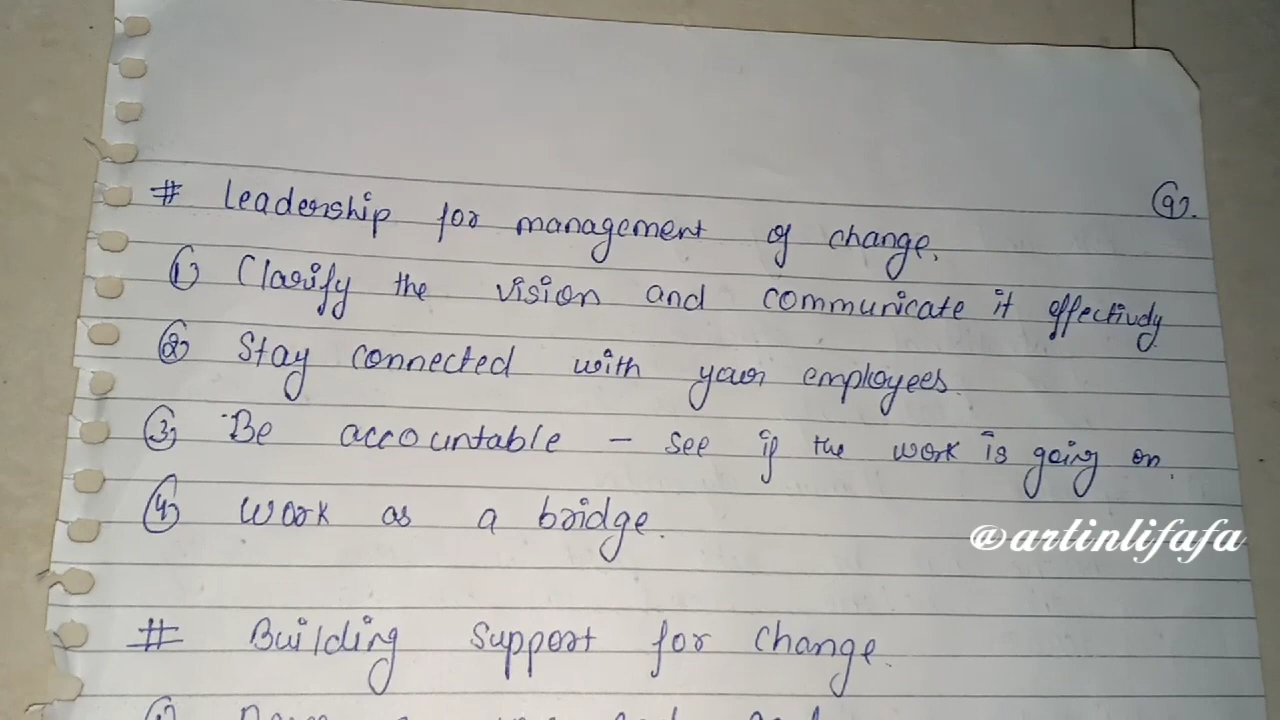 # Leadership for management of change.
9.
1 Clarify the vision and communicate it effectively
2 Stay connected with your employees.
3 Be accountable - see if the work is going on.
4 Work as a bridge.
@artinlifafa
# Building support for change.